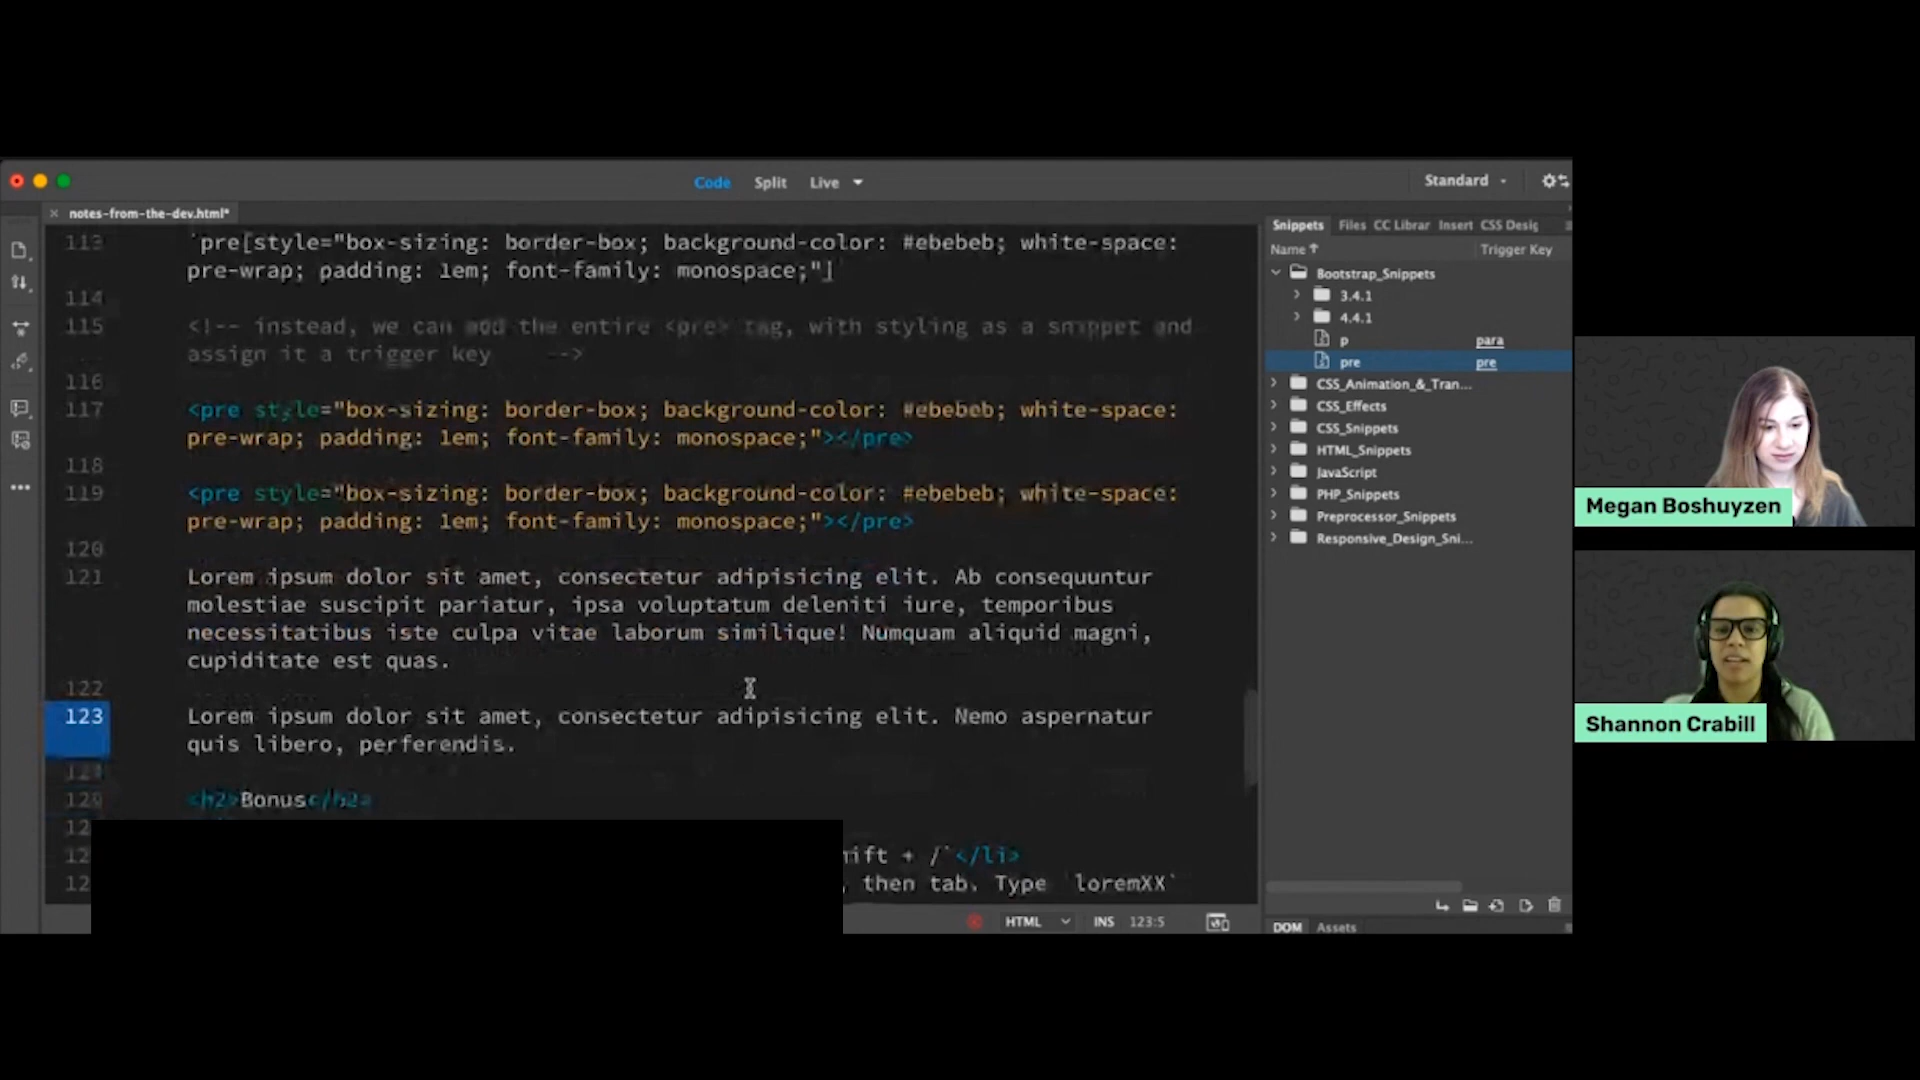 Code Split Live
Standard
notes-from-the-dev.html*
113 `pre[style="box-sizing: border-box; background-color: #ebebeb; white-space:
pre-wrap; padding: 1em; font-family: monospace;"]
114
115 <!-- instead, we can add the entire <pre> tag, with styling as a snippet and
assign it a trigger key -->
116
117 <pre style="box-sizing: border-box; background-color: #ebebeb; white-space:
pre-wrap; padding: 1em; font-family: monospace;"></pre>
118
119 <pre style="box-sizing: border-box; background-color: #ebebeb; white-space:
pre-wrap; padding: 1em; font-family: monospace;"></pre>
120
121 Lorem ipsum dolor sit amet, consectetur adipisicing elit. Ab consequuntur
molestiae suscipit pariatur, ipsa voluptatum deleniti iure, temporibus
necessitatibus iste culpa vitae laborum similique! Numquam aliquid magni,
cupiditate est quas.
122
123 Lorem ipsum dolor sit amet, consectetur adipisicing elit. Nemo aspernatur
quis libero, perferendis.
<h2>Bonus</h2>
+ /`</li>
, then tab. Type `loremXX`
HTML INS 123:5
Snippets Files CC Librar Insert CSS Desig
Name Trigger Key
Bootstrap_Snippets
3.4.1
4.4.1
p para
pre pre
CSS_Animation_&_Tran...
CSS_Effects
CSS_Snippets
HTML_Snippets
JavaScript
PHP_Snippets
Preprocessor_Snippets
Responsive_Design_Sni...
DOM Assets
Megan Boshuyzen
Shannon Crabill